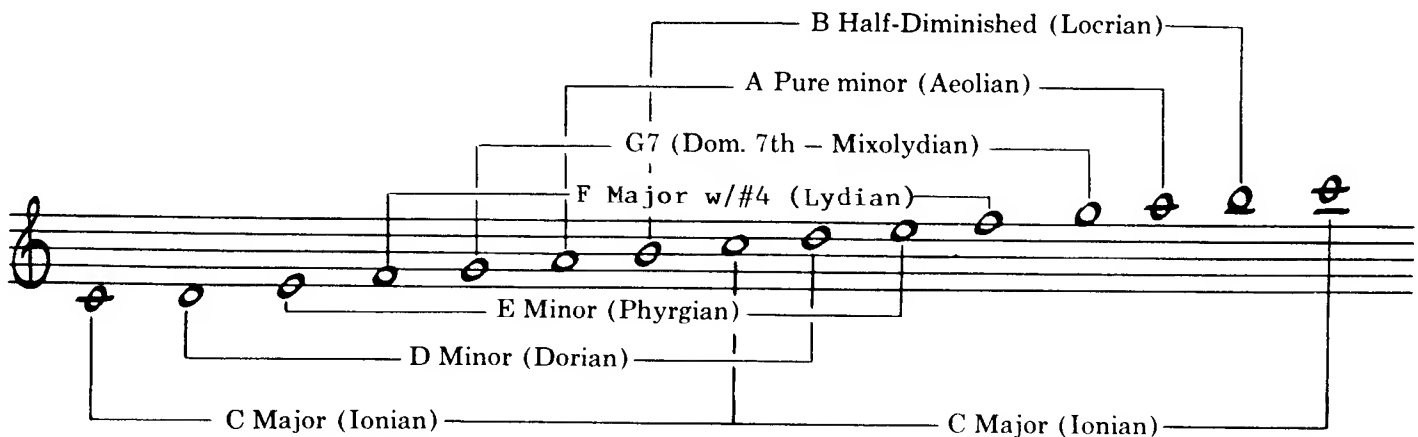 B Half-Diminished (Locrian)
A Pure minor (Aeolian)
G7 (Dom. 7th – Mixolydian)
F Major w/#4 (Lydian)
E Minor (Phyrgian)
D Minor (Dorian)
C Major (Ionian) C Major (Ionian)